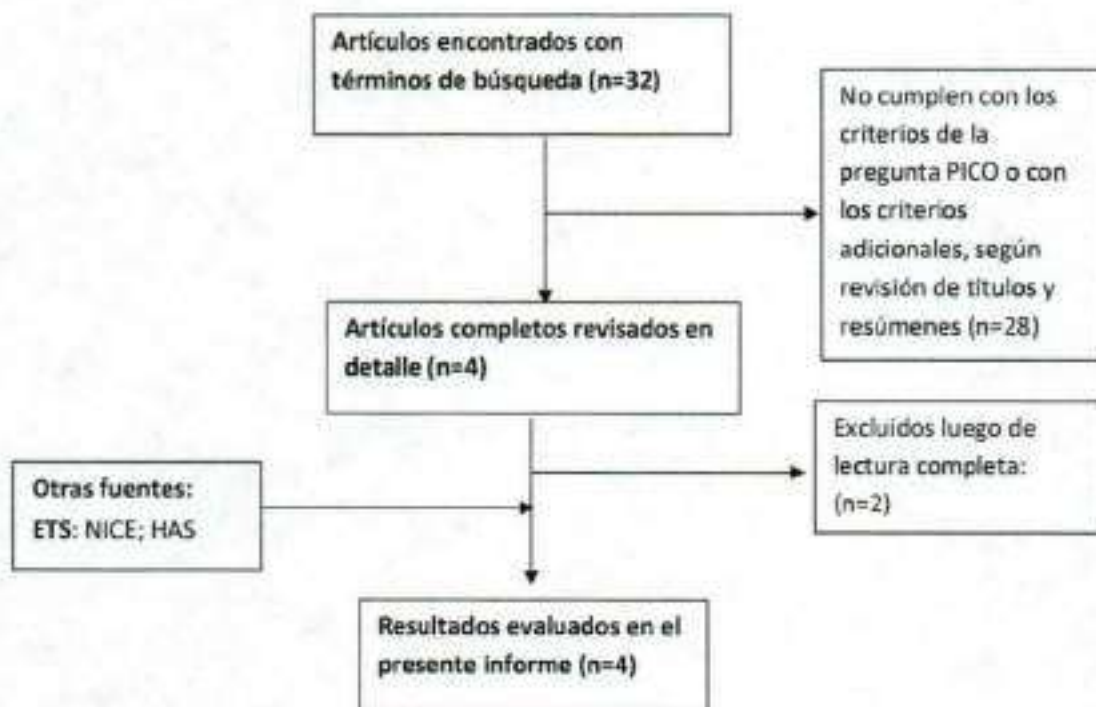 Artículos encontrados con
términos de búsqueda (n=32)
No cumplen con los
criterios de la
pregunta PICO o con
los criterios
adicionales, según
revisión de títulos y
resúmenes (n=28)
Artículos completos revisados en
detalle (n=4)
Excluidos luego de
lectura completa:
(n=2)
Otras fuentes:
ETS: NICE; HAS
Resultados evaluados en el
presente informe (n=4)